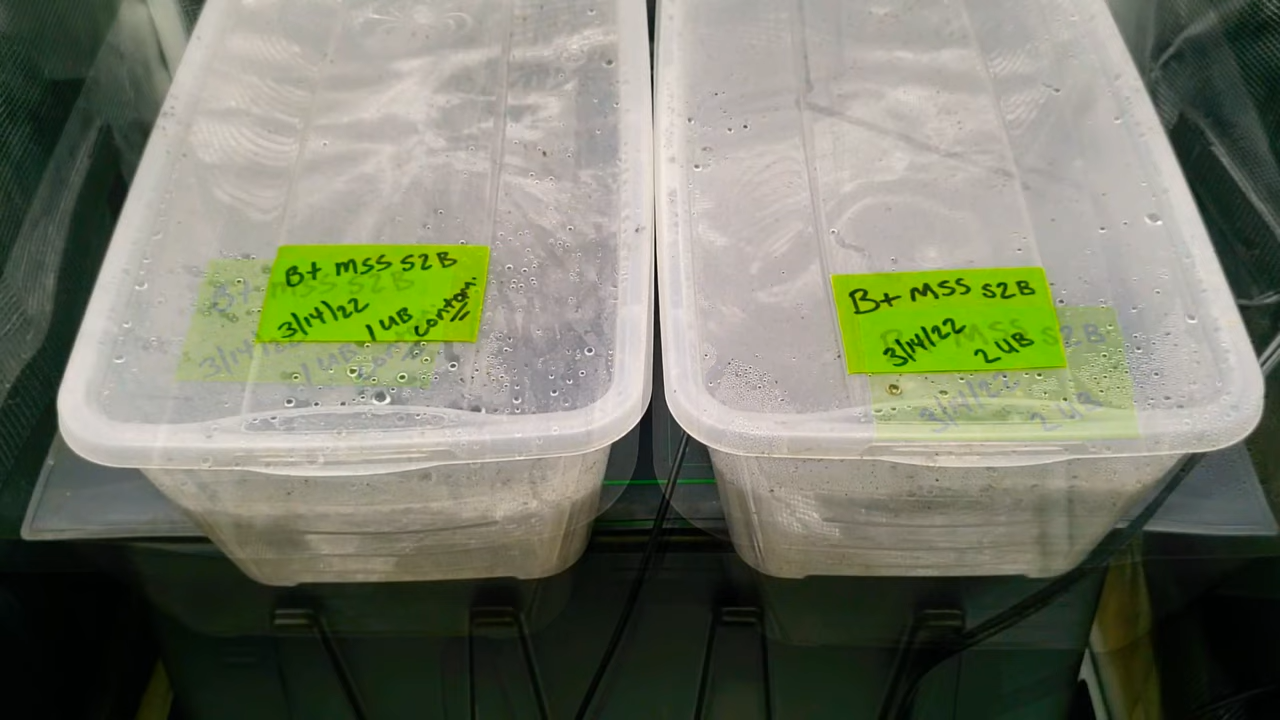 B+ MSS S2B
3/14/22 1 UB
contam.
B+ MSS S2B
3/14/22
2 UB